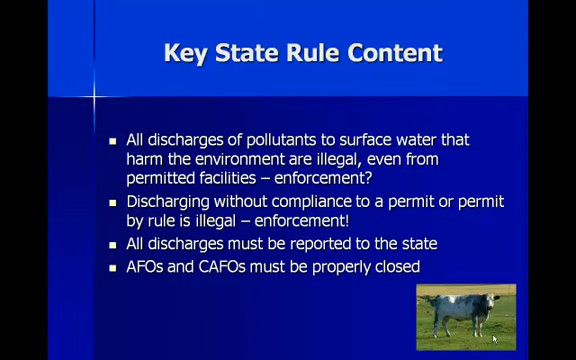 Key State Rule Content
All discharges of pollutants to surface water that
harm the environment are illegal, even from
permitted facilities – enforcement?
Discharging without compliance to a permit or permit
by rule is illegal – enforcement!
All discharges must be reported to the state
AFOs and CAFOs must be properly closed